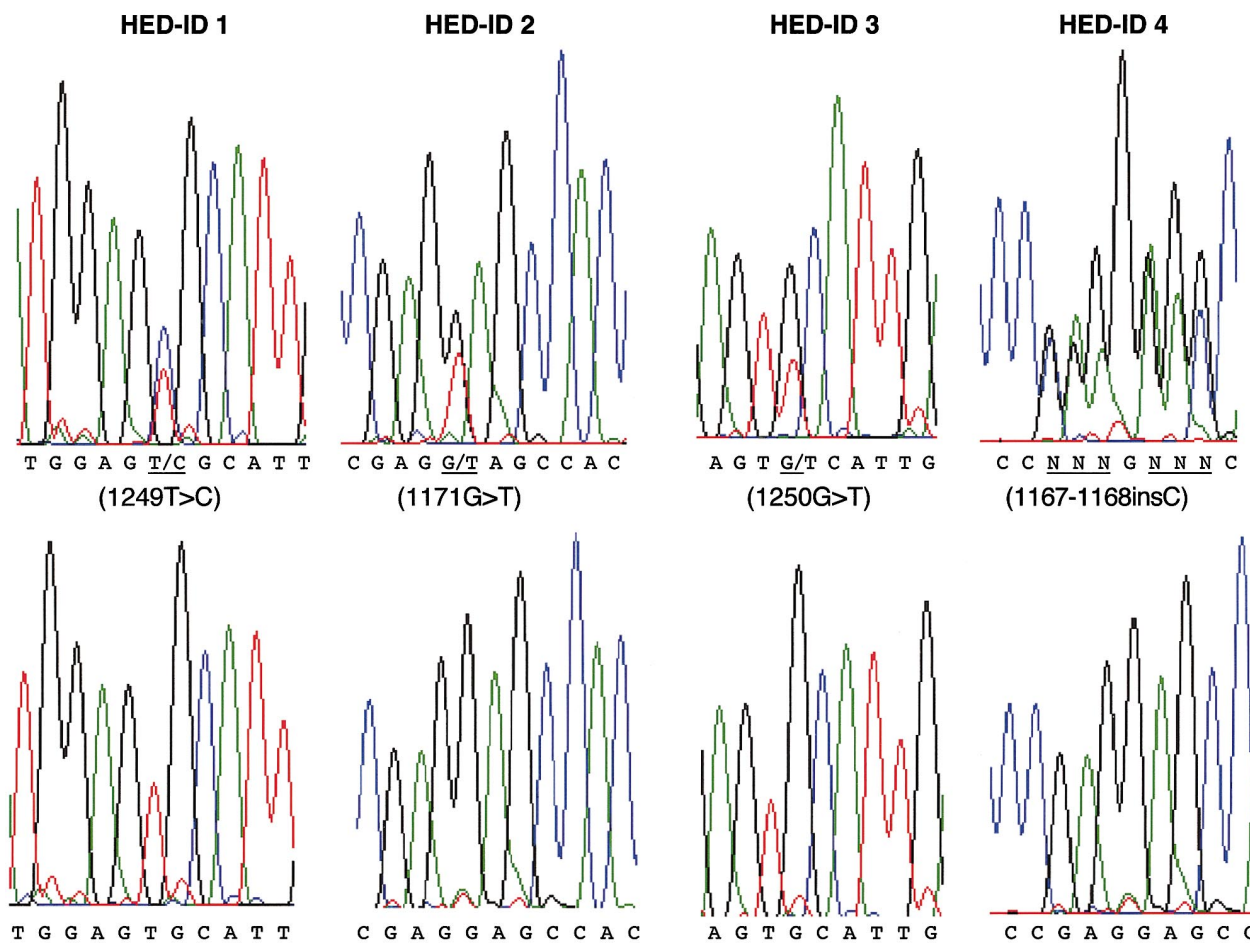 HED-ID 1 HED-ID 2 HED-ID 3 HED-ID 4
T G G A G T/C G C A T T C G A G G/T A G C C A C A G T G/T C A T T G C C N N N G N N N C
(1249T>C) (1171G>T) (1250G>T) (1167-1168insC)
T G G A G T G C A T T C G A G G A G C C A C A G T G C A T T G C C G A G G A G C C